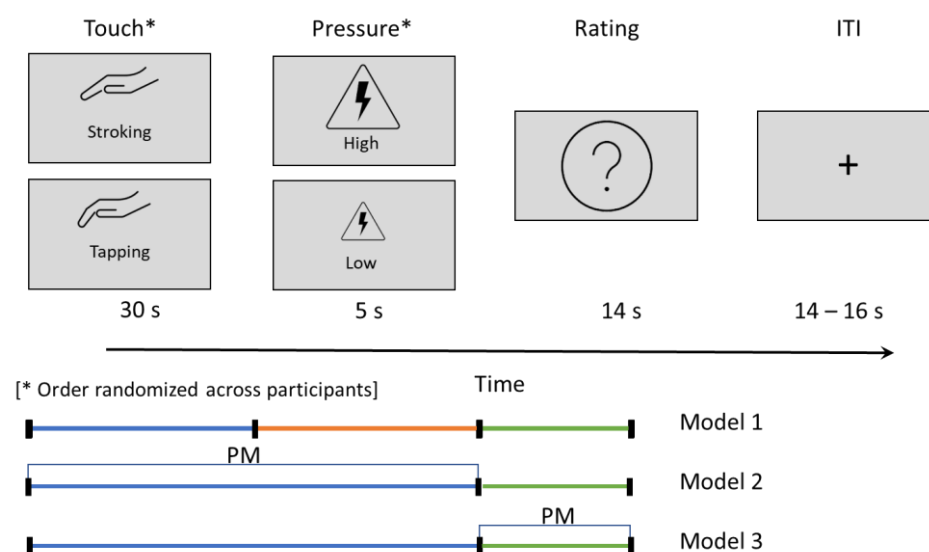 Touch*
Pressure*
Rating
ITI
Stroking
High
?
+
Tapping
Low
30 s
5 s
14 s
14 – 16 s
[* Order randomized across participants]
Time
Model 1
PM
Model 2
PM
Model 3